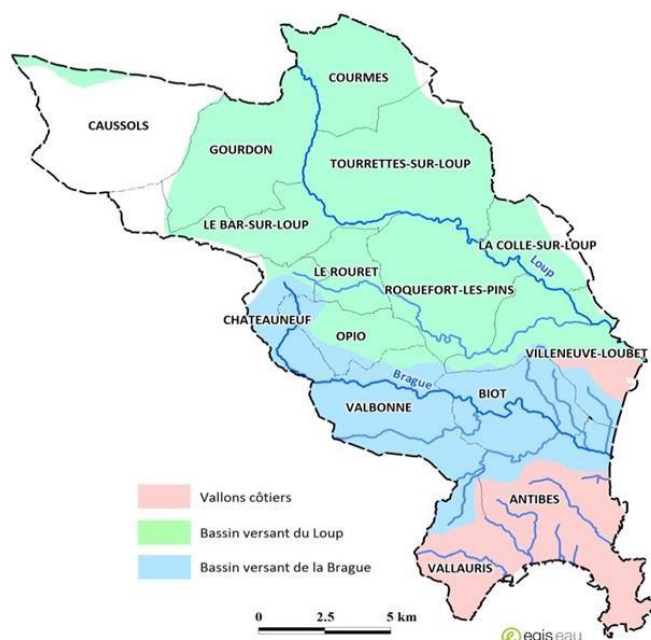 COURMES
CAUSSOLS
GOURDON
TOURRETTES-SUR-LOUP
LE BAR-SUR-LOUP
LA COLLE-SUR-LOUP
Loup
LE ROURET
ROQUEFORT-LES-PINS
CHATEAUNEUF
OPIO
VILLENEUVE-LOUBET
Brague
BIOT
VALBONNE
Vallons côtiers
ANTIBES
Bassin versant du Loup
Bassin versant de la Brague
VALLAURIS
0 2.5 5 km
egis eau